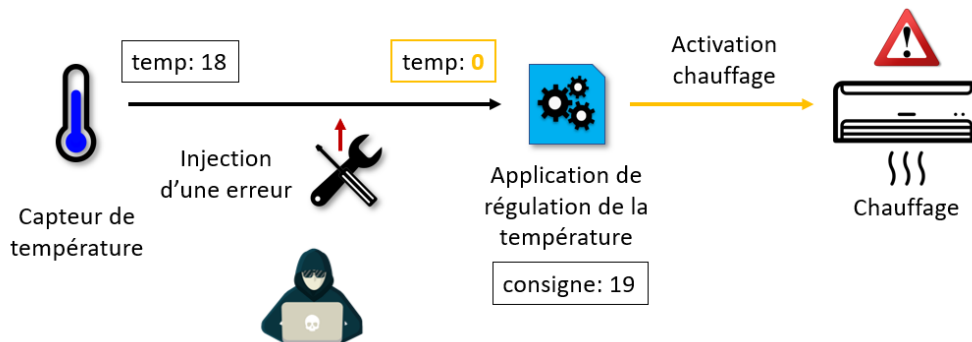 temp: 18
temp: 0
Activation
chauffage
Injection
d’une erreur
Capteur de
température
Application de
régulation de la
température
consigne: 19
Chauffage